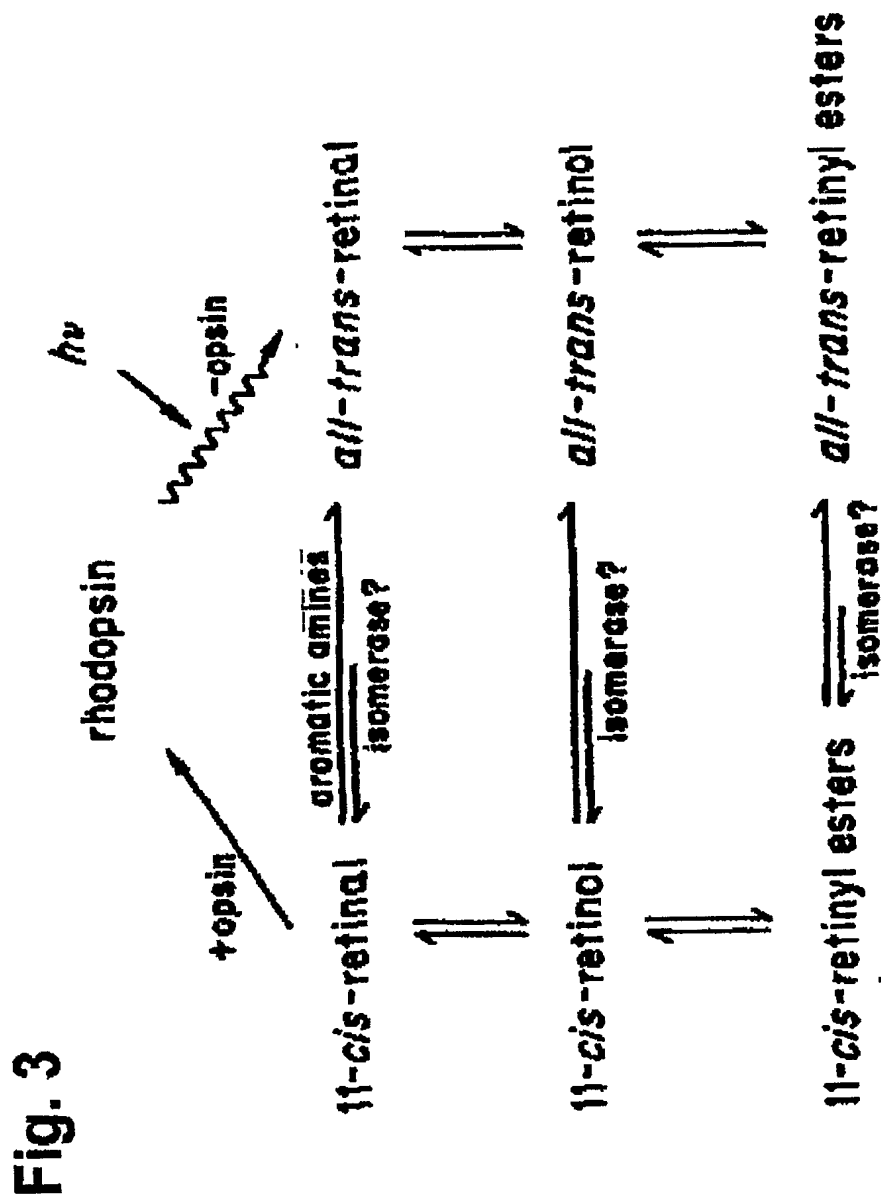 Fig. 3
rhodopsin
hν
+opsin
-opsin
11-cis-retinal
aromatic amines
isomerase?
all-trans-retinal
11-cis-retinol
isomerase?
all-trans-retinol
11-cis-retinyl esters
isomerase?
all-trans-retinyl esters